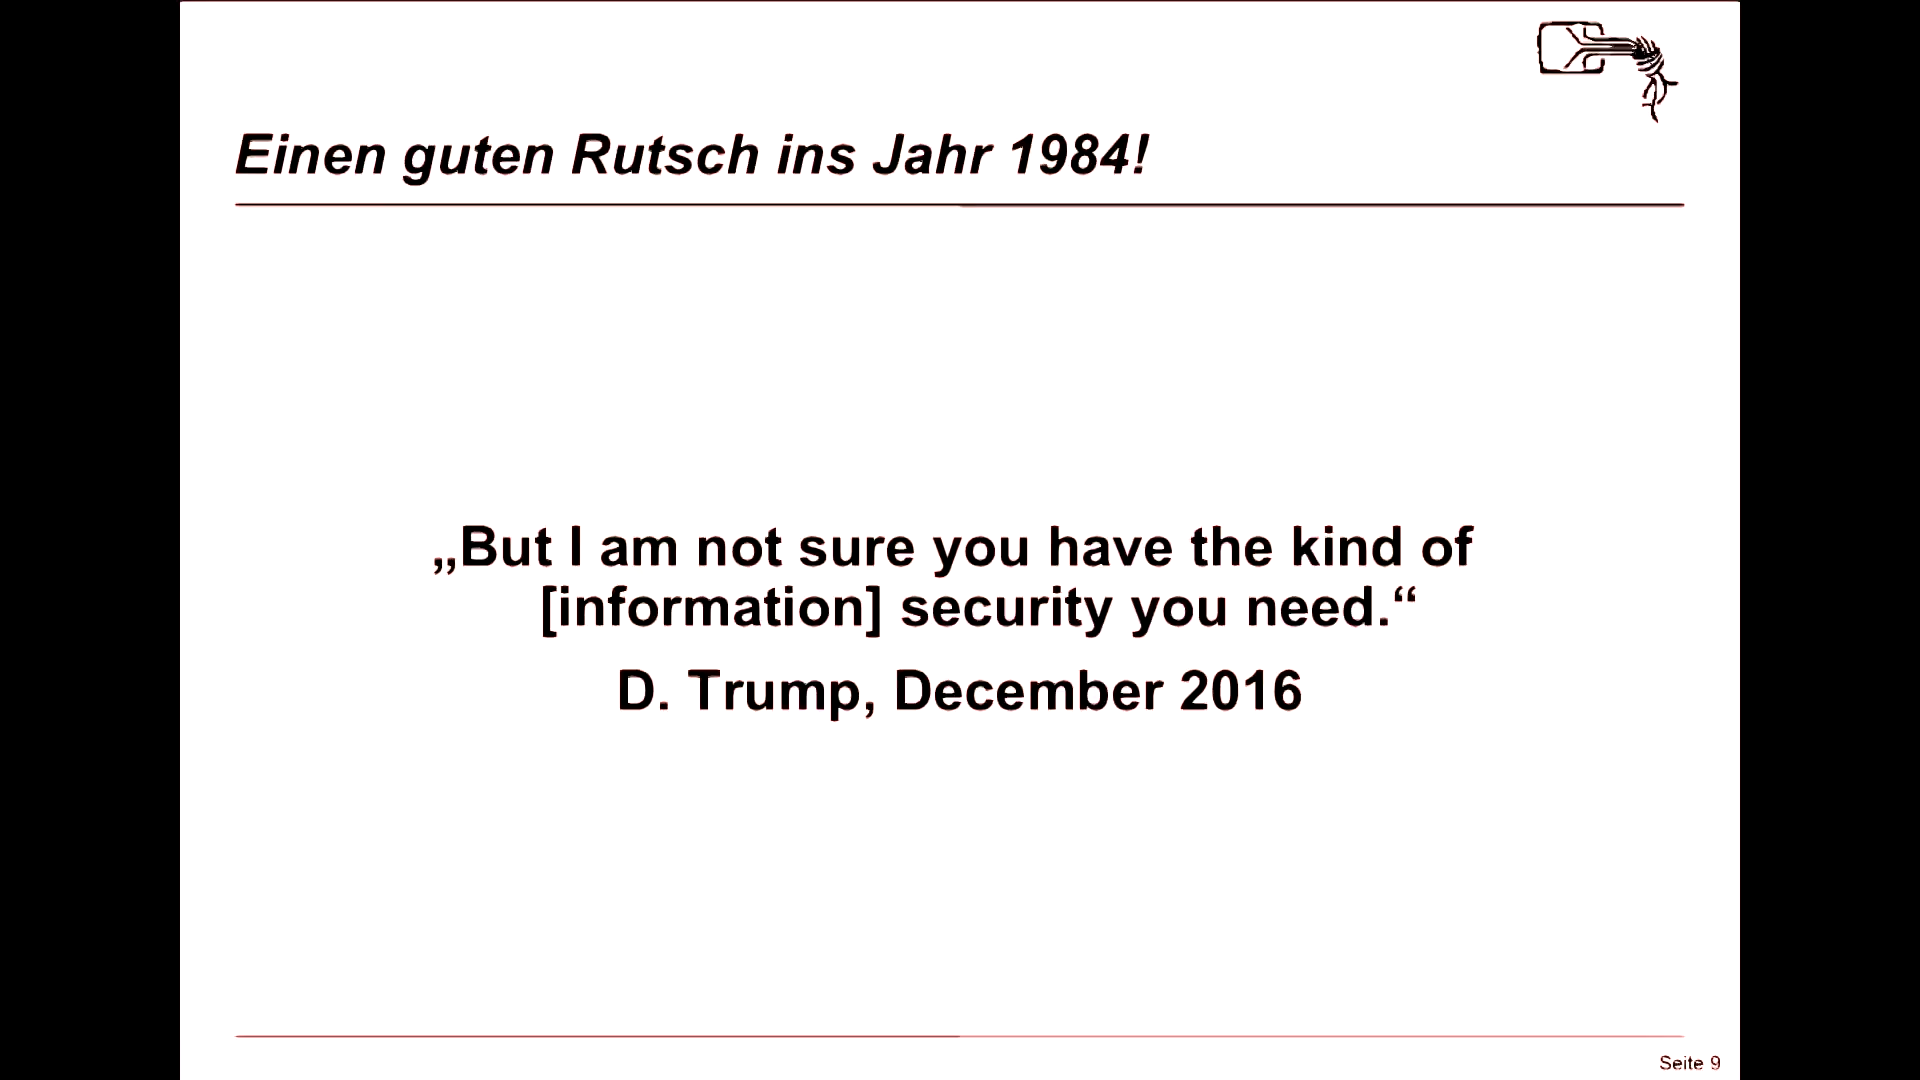 Einen guten Rutsch ins Jahr 1984!
„But I am not sure you have the kind of
[information] security you need.“
D. Trump, December 2016
Seite 9